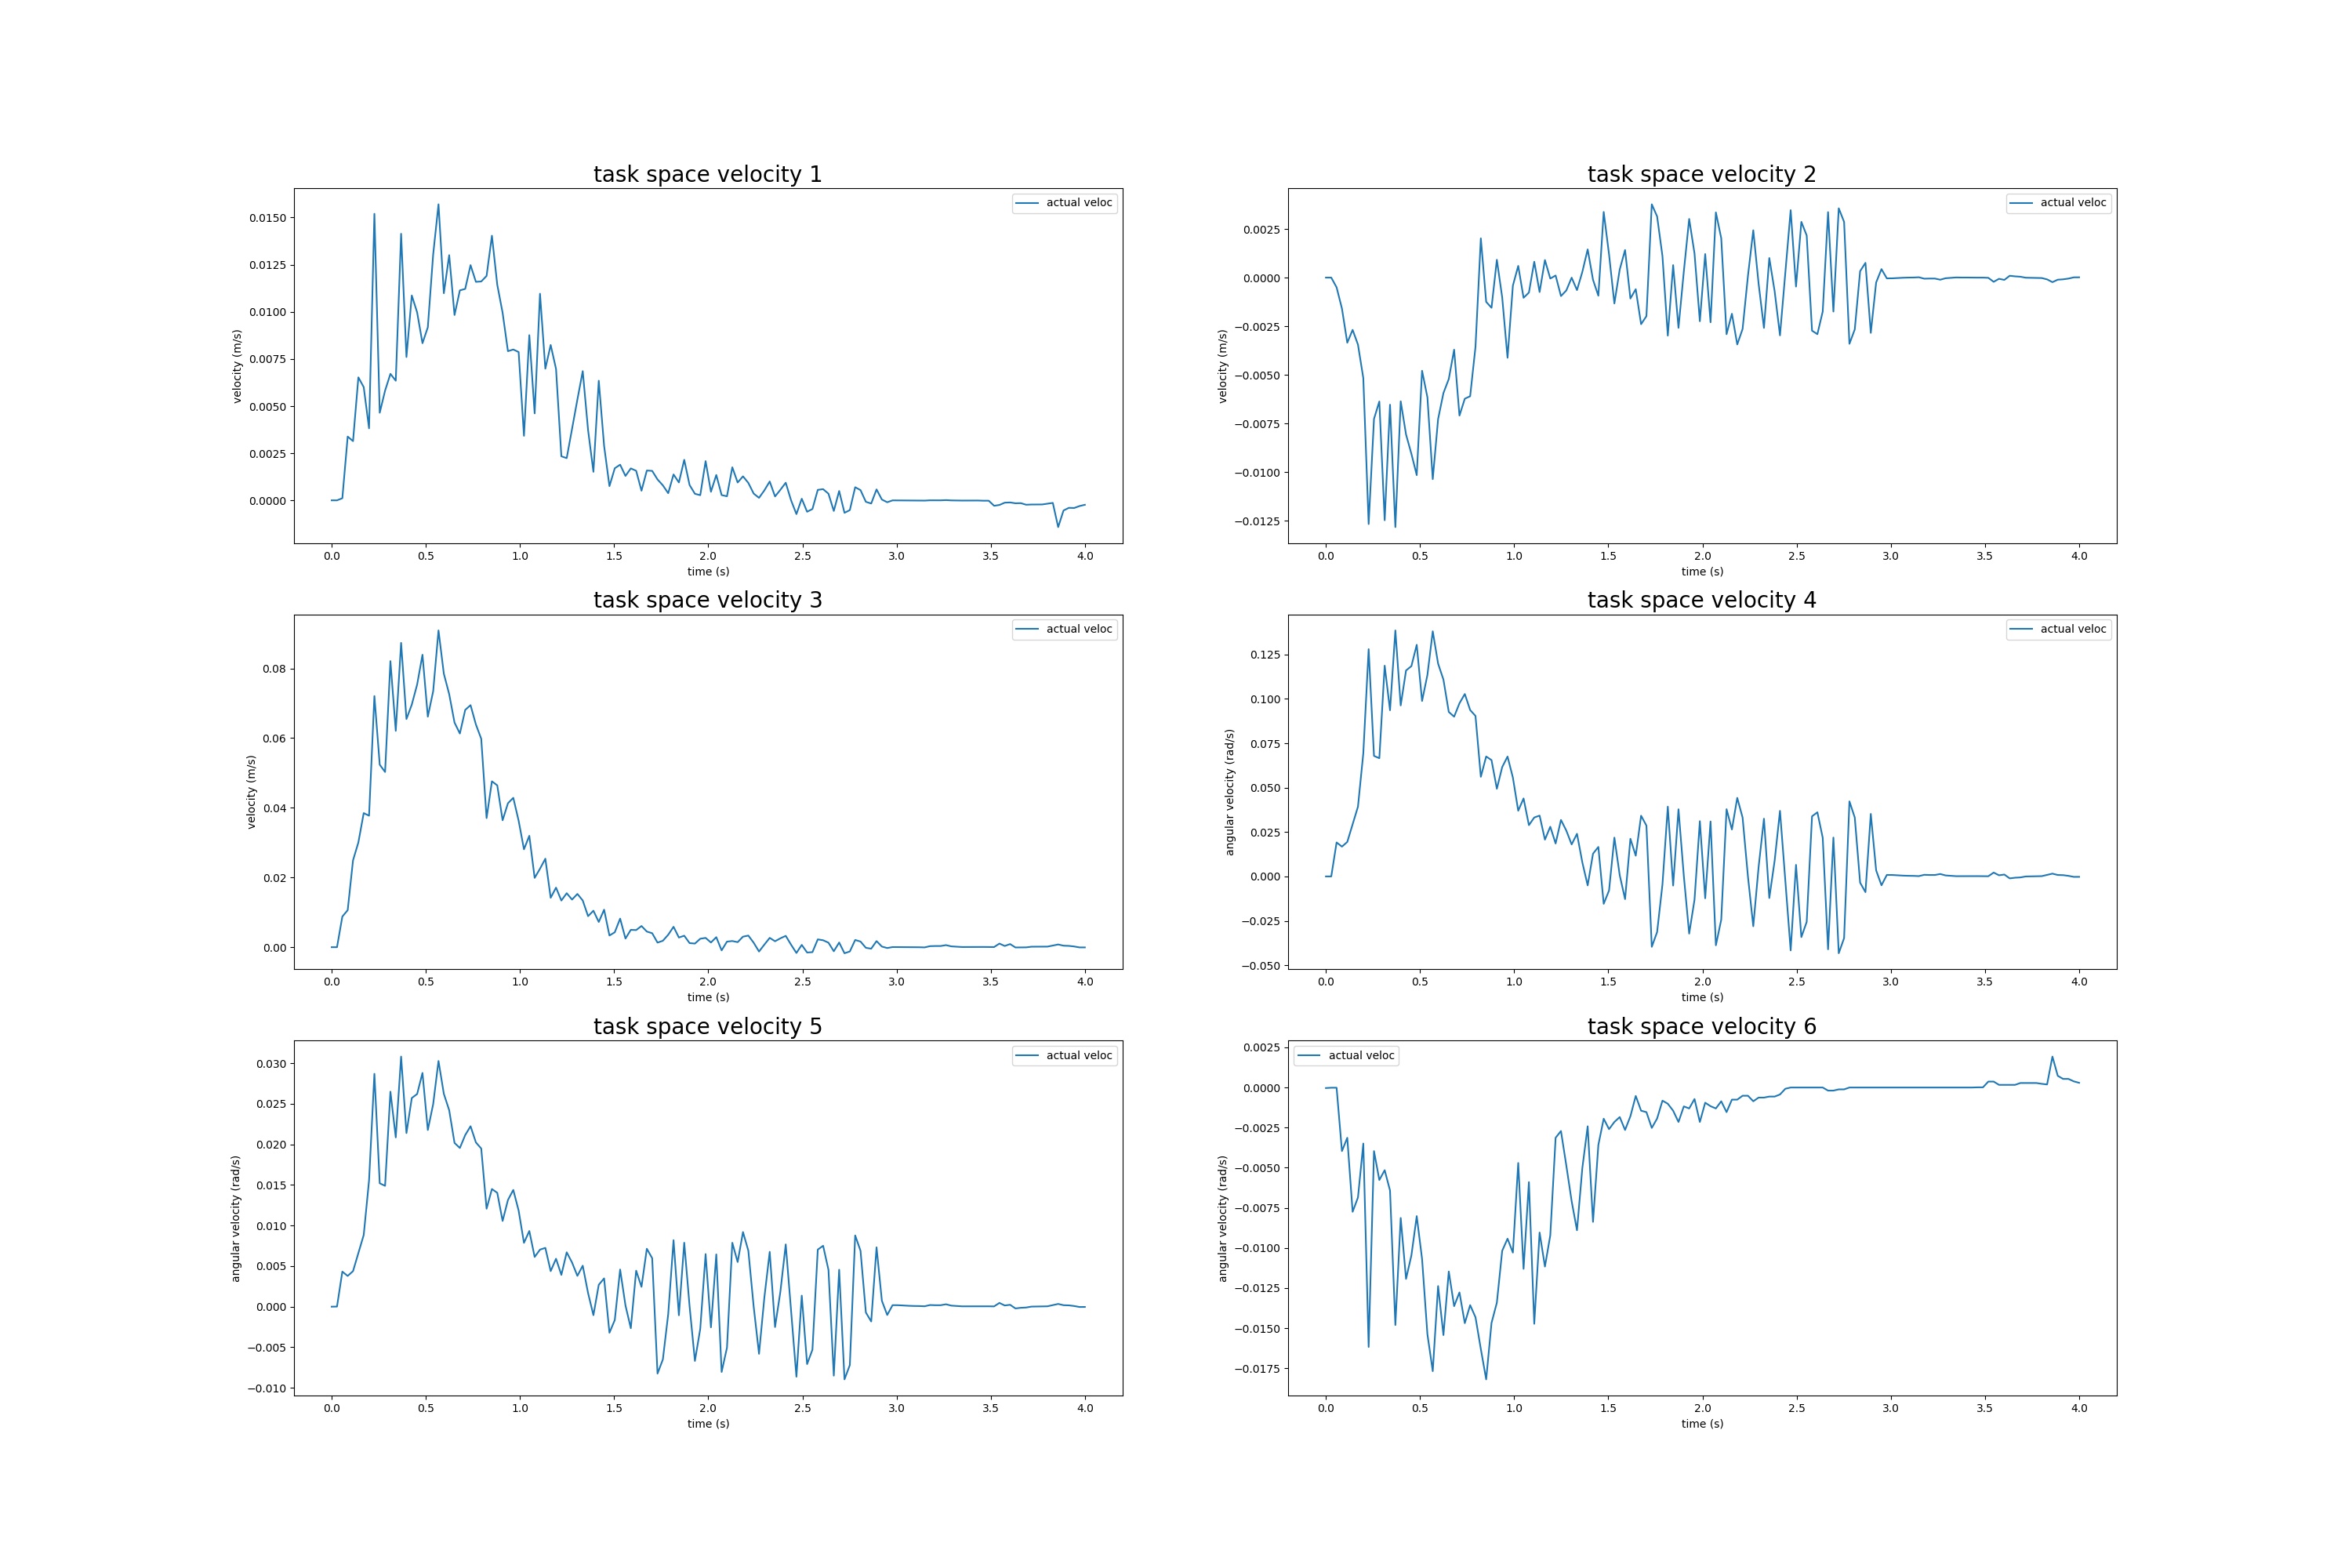 task space velocity 1
actual veloc
velocity (m/s)
0.0150
0.0125
0.0100
0.0075
0.0050
0.0025
0.0000
0.0 0.5 1.0 1.5 2.0 2.5 3.0 3.5 4.0
time (s)
task space velocity 2
actual veloc
velocity (m/s)
0.0025
0.0000
−0.0025
−0.0050
−0.0075
−0.0100
−0.0125
0.0 0.5 1.0 1.5 2.0 2.5 3.0 3.5 4.0
time (s)
task space velocity 3
actual veloc
velocity (m/s)
0.08
0.06
0.04
0.02
0.00
0.0 0.5 1.0 1.5 2.0 2.5 3.0 3.5 4.0
time (s)
task space velocity 4
actual veloc
angular velocity (rad/s)
0.125
0.100
0.075
0.050
0.025
0.000
−0.025
−0.050
0.0 0.5 1.0 1.5 2.0 2.5 3.0 3.5 4.0
time (s)
task space velocity 5
actual veloc
angular velocity (rad/s)
0.030
0.025
0.020
0.015
0.010
0.005
0.000
−0.005
−0.010
0.0 0.5 1.0 1.5 2.0 2.5 3.0 3.5 4.0
time (s)
task space velocity 6
actual veloc
angular velocity (rad/s)
0.0025
0.0000
−0.0025
−0.0050
−0.0075
−0.0100
−0.0125
−0.0150
−0.0175
0.0 0.5 1.0 1.5 2.0 2.5 3.0 3.5 4.0
time (s)